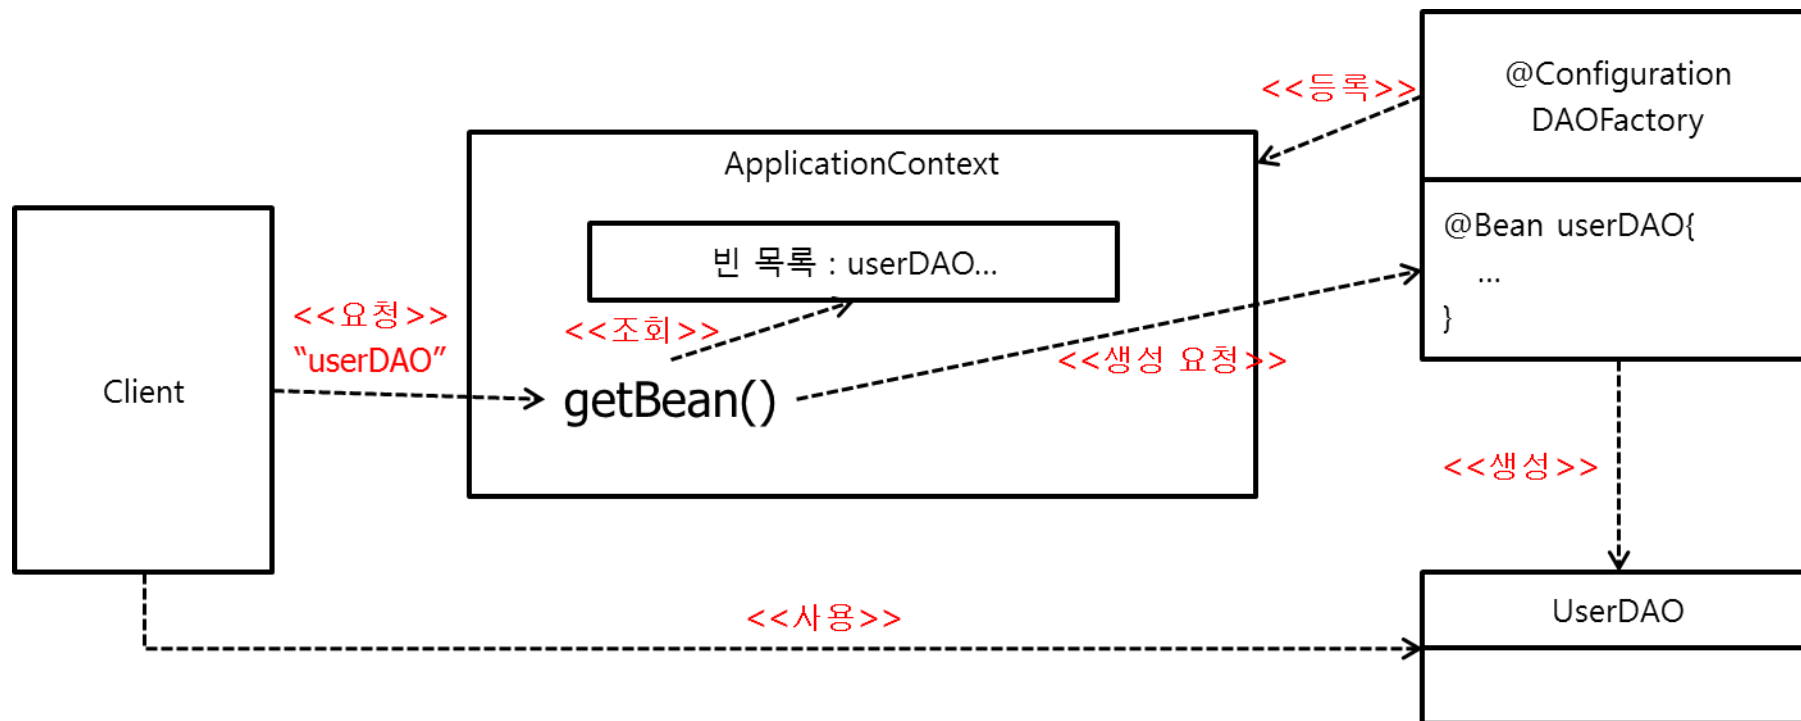 @Configuration
DAOFactory
<<등록>>
ApplicationContext
@Bean userDAO{
...
}
빈 목록 : userDAO...
<<요청>>
“userDAO”
<<조회>>
<<생성 요청>>
Client
getBean()
<<생성>>
<<사용>>
UserDAO